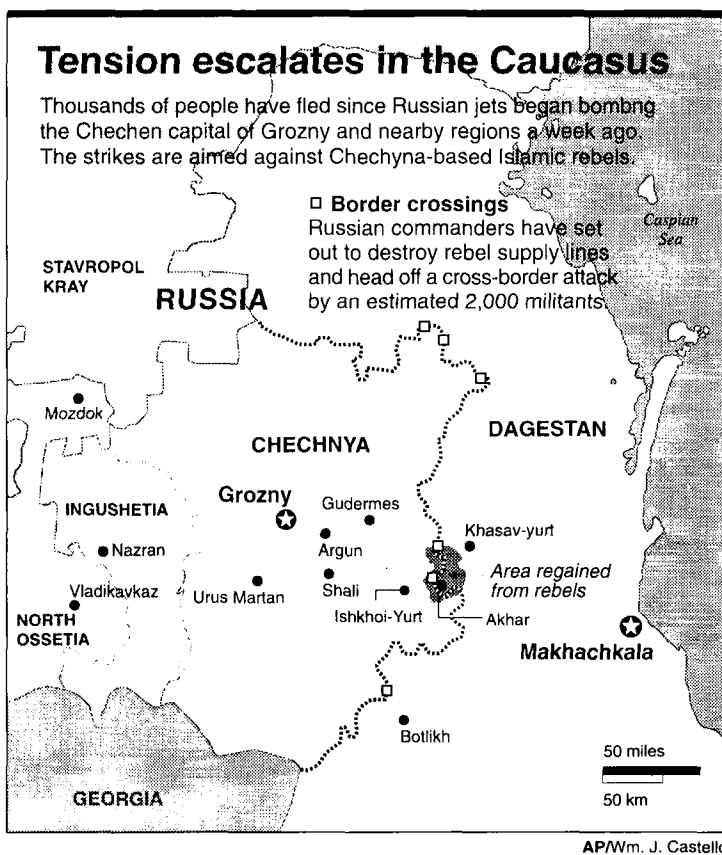 Tension escalates in the Caucasus
Thousands of people have fled since Russian jets began bombng
the Chechen capital of Grozny and nearby regions a week ago.
The strikes are aimed against Chechyna-based Islamic rebels.
Border crossings
Russian commanders have set
out to destroy rebel supply lines
and head off a cross-border attack
by an estimated 2,000 militants.
Caspian
Sea
STAVROPOL
KRAY
RUSSIA
Mozdok
CHECHNYA
DAGESTAN
INGUSHETIA
Grozny
Gudermes
Nazran
Argun
Khasav-yurt
Vladikavkaz
Urus Martan
Shali
Area regained
from rebels
Ishkhoi-Yurt
Akhar
NORTH
OSSETIA
Makhachkala
Botlikh
GEORGIA
50 miles
50 km
AP/Wm. J. Castello